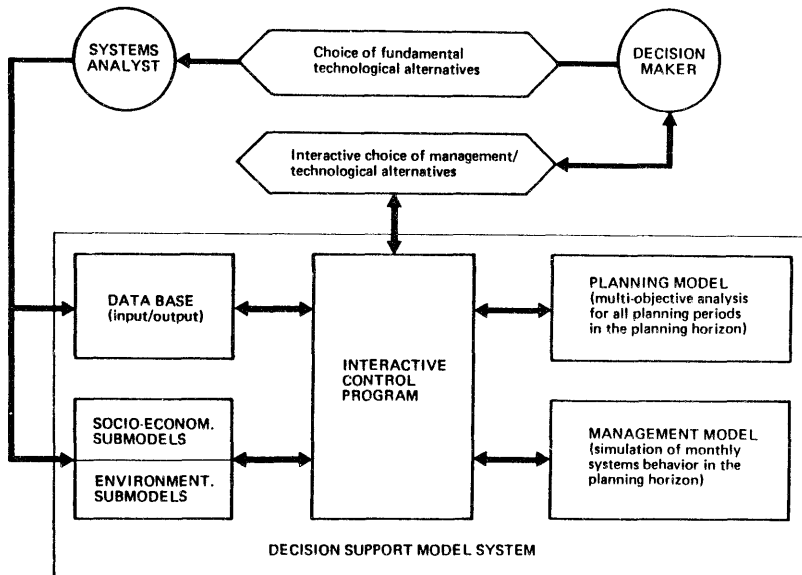 SYSTEMS
ANALYST
Choice of fundamental
technological alternatives
DECISION
MAKER
Interactive choice of management/
technological alternatives
DATA BASE
(input/output)
INTERACTIVE
CONTROL
PROGRAM
PLANNING MODEL
(multi-objective analysis
for all planning periods
in the planning horizon)
SOCIO-ECONOM.
SUBMODELS
ENVIRONMENT.
SUBMODELS
MANAGEMENT MODEL
(simulation of monthly
systems behavior in the
planning horizon)
DECISION SUPPORT MODEL SYSTEM